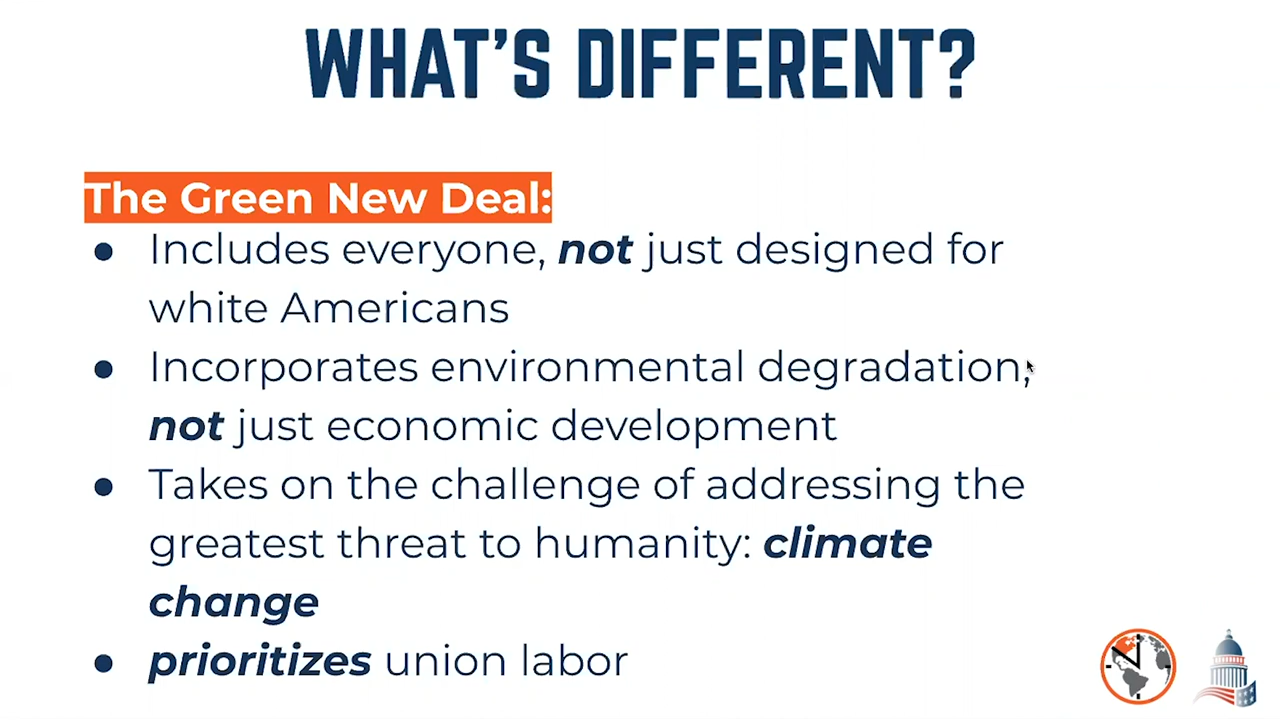 WHAT'S DIFFERENT?
The Green New Deal:
● Includes everyone, not just designed for
white Americans
● Incorporates environmental degradation,
not just economic development
● Takes on the challenge of addressing the
greatest threat to humanity: climate
change
● prioritizes union labor